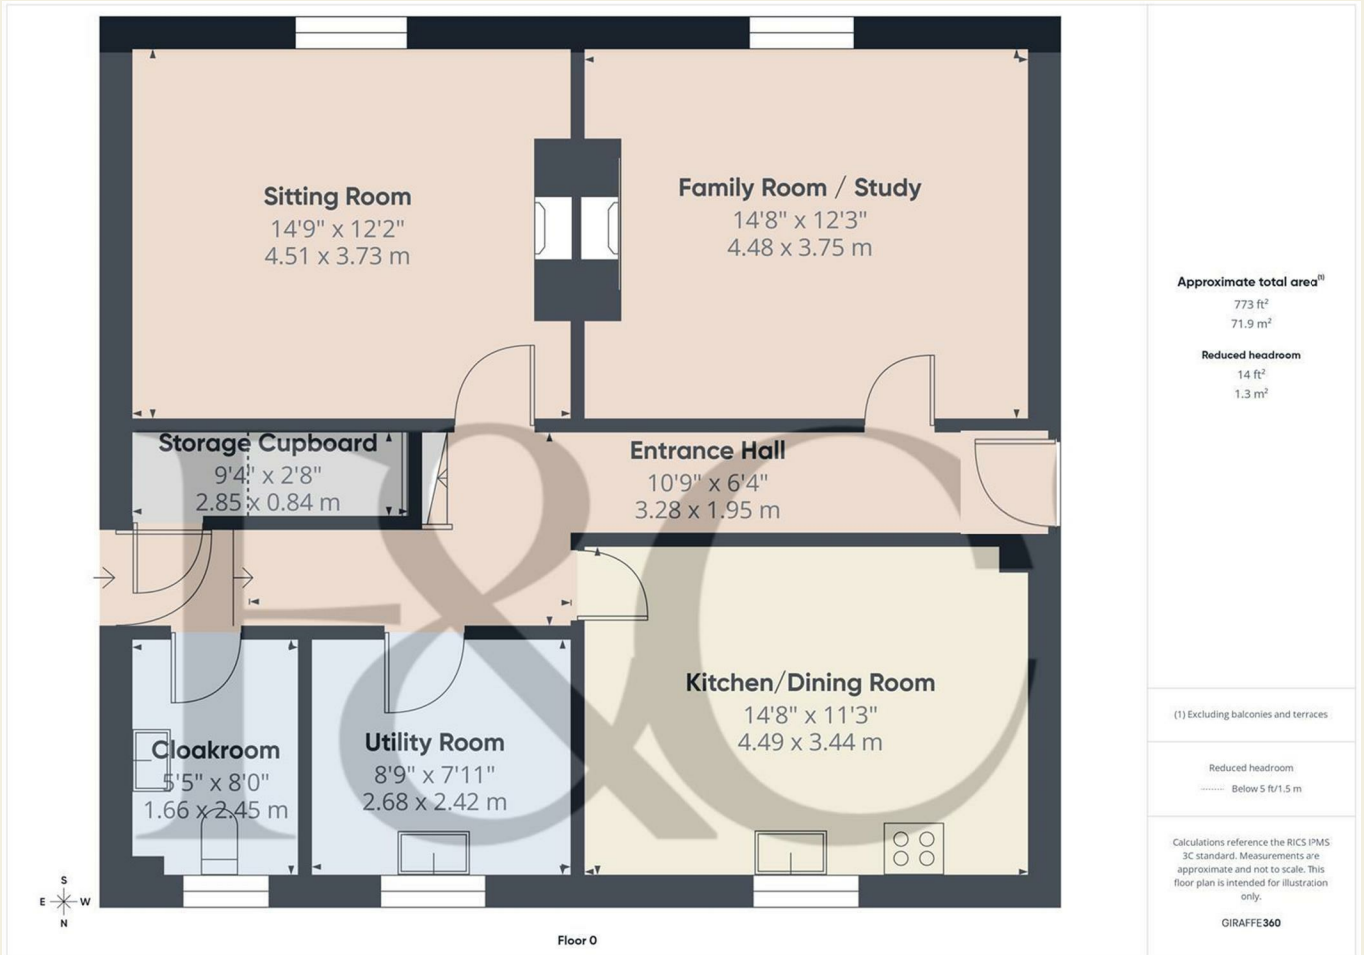 Sitting Room
14'9" x 12'2"
4.51 x 3.73 m
Family Room / Study
14'8" x 12'3"
4.48 x 3.75 m
Storage Cupboard
9'4" x 2'8"
2.85 x 0.84 m
Entrance Hall
10'9" x 6'4"
3.28 x 1.95 m
F&C
Kitchen/Dining Room
14'8" x 11'3"
4.49 x 3.44 m
Cloakroom
5'5" x 8'0"
1.66 x 2.45 m
Utility Room
8'9" x 7'11"
2.68 x 2.42 m
S
E W
N
Floor 0
Approximate total area(1)
773 ft²
71.9 m²
Reduced headroom
14 ft²
1.3 m²
(1) Excluding balconies and terraces
Reduced headroom
Below 5 ft/1.5 m
Calculations reference the RICS IPMS
3C standard. Measurements are
approximate and not to scale. This
floor plan is intended for illustration
only.
GIRAFFE360